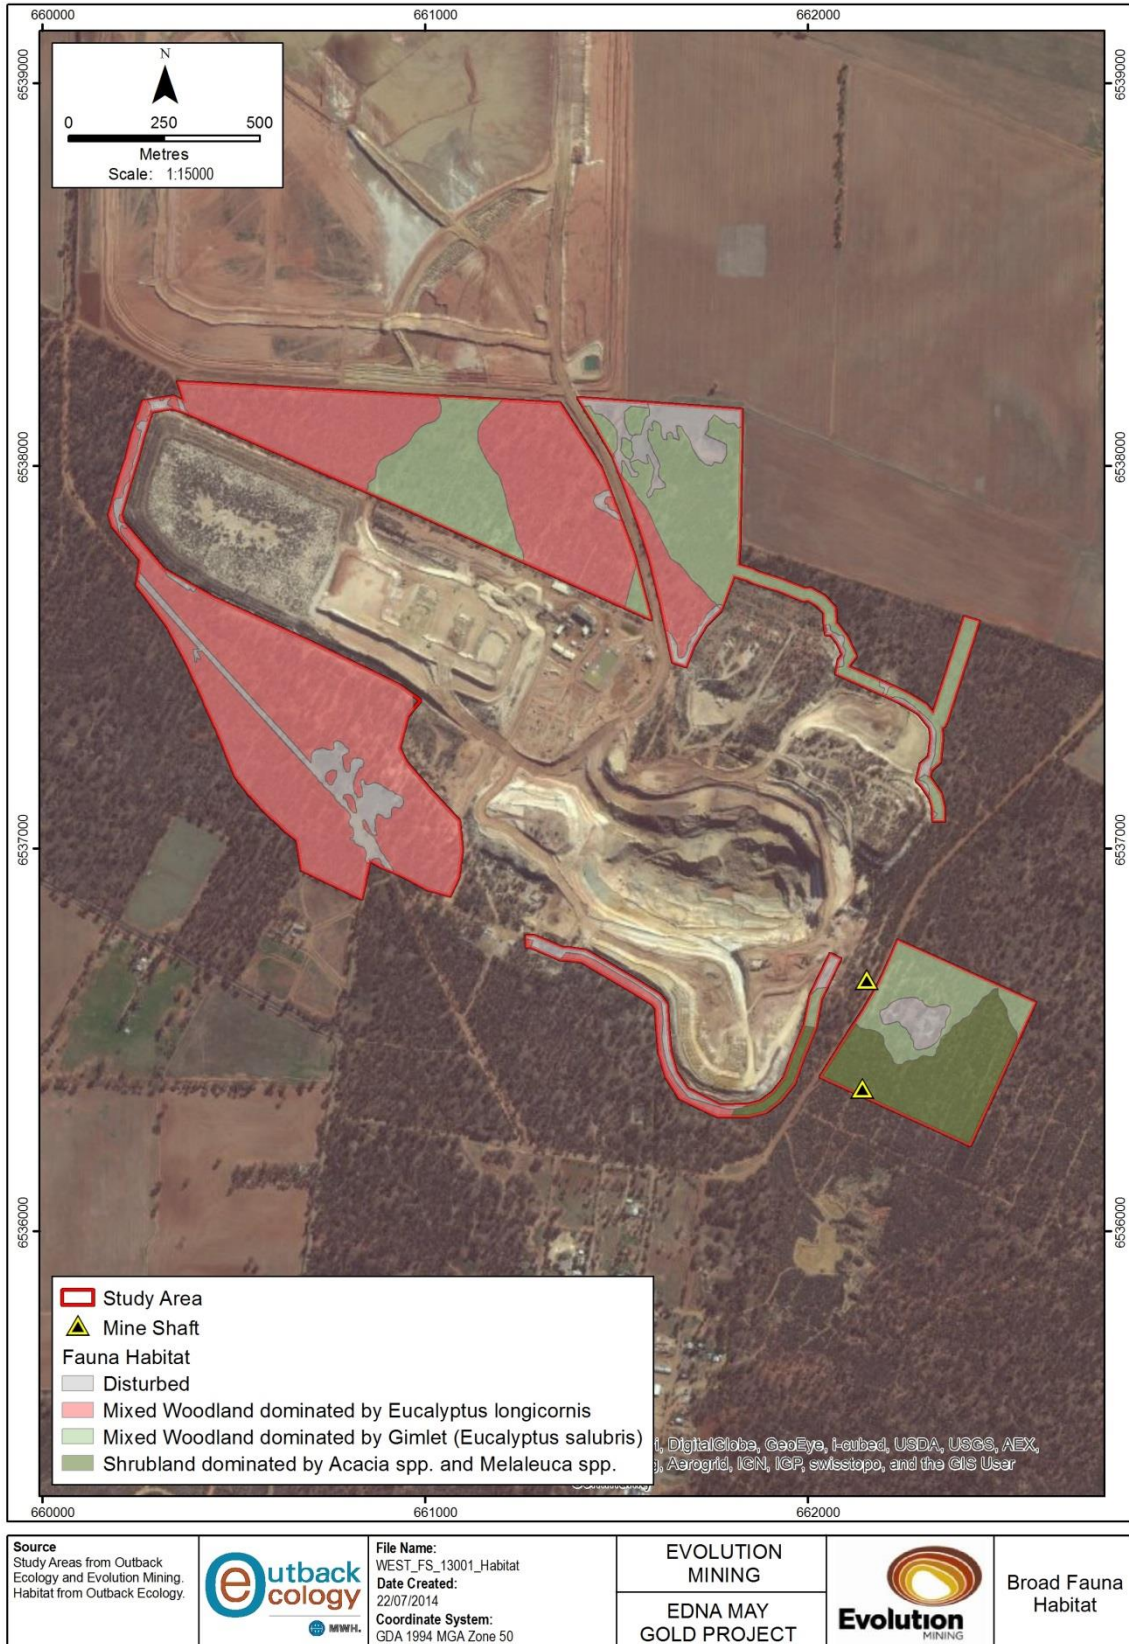 660000 661000 662000
6539000 6539000
N
0 250 500
Metres
Scale: 1:15000
6538000 6538000
6537000 6537000
6536000 6536000
Study Area
Mine Shaft
Fauna Habitat
Disturbed
Mixed Woodland dominated by Eucalyptus longicornis
Mixed Woodland dominated by Gimlet (Eucalyptus salubris)
Shrubland dominated by Acacia spp. and Melaleuca spp.
DigitalGlobe, GeoEye, i-cubed, USDA, USGS, AEX,
Aerogrid, IGN, IGP, swisstopo, and the GIS User
660000 661000 662000
Source
Study Areas from Outback
Ecology and Evolution Mining.
Habitat from Outback Ecology.
Outback
ecology
MWH.
File Name:
WEST_FS_13001_Habitat
Date Created:
22/07/2014
Coordinate System:
GDA 1994 MGA Zone 50
EVOLUTION
MINING
EDNA MAY
GOLD PROJECT
Evolution
MINING
Broad Fauna
Habitat